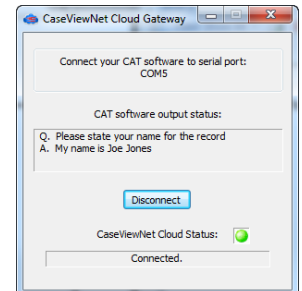 CaseViewNet Cloud Gateway
Connect your CAT software to serial port:
COM5
CAT software output status:
Q. Please state your name for the record
A. My name is Joe Jones
Disconnect
CaseViewNet Cloud Status:
Connected.